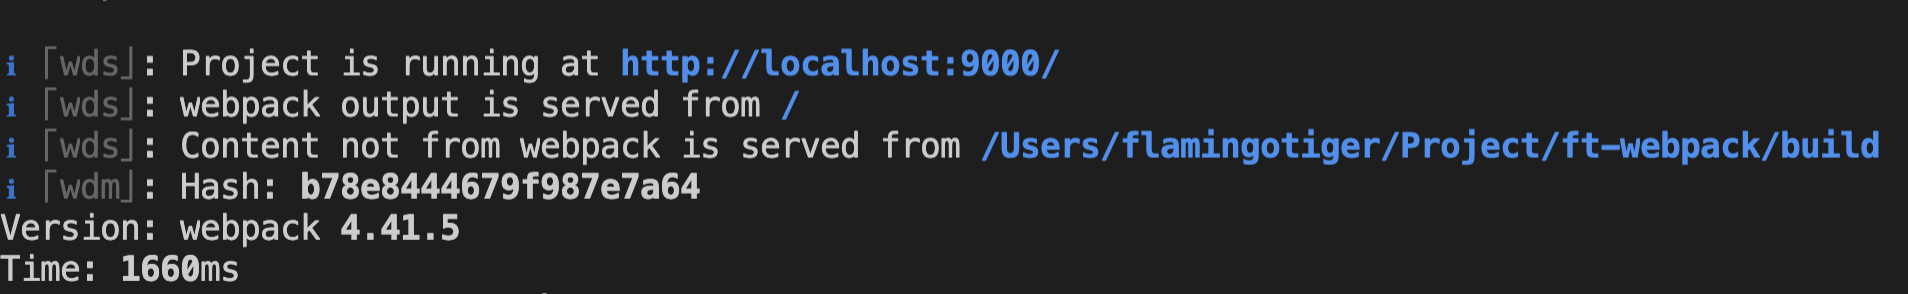 i ｢wds｣: Project is running at http://localhost:9000/
i ｢wds｣: webpack output is served from /
i ｢wds｣: Content not from webpack is served from /Users/flamingotiger/Project/ft-webpack/build
i ｢wdm｣: Hash: b78e8444679f987e7a64
Version: webpack 4.41.5
Time: 1660ms